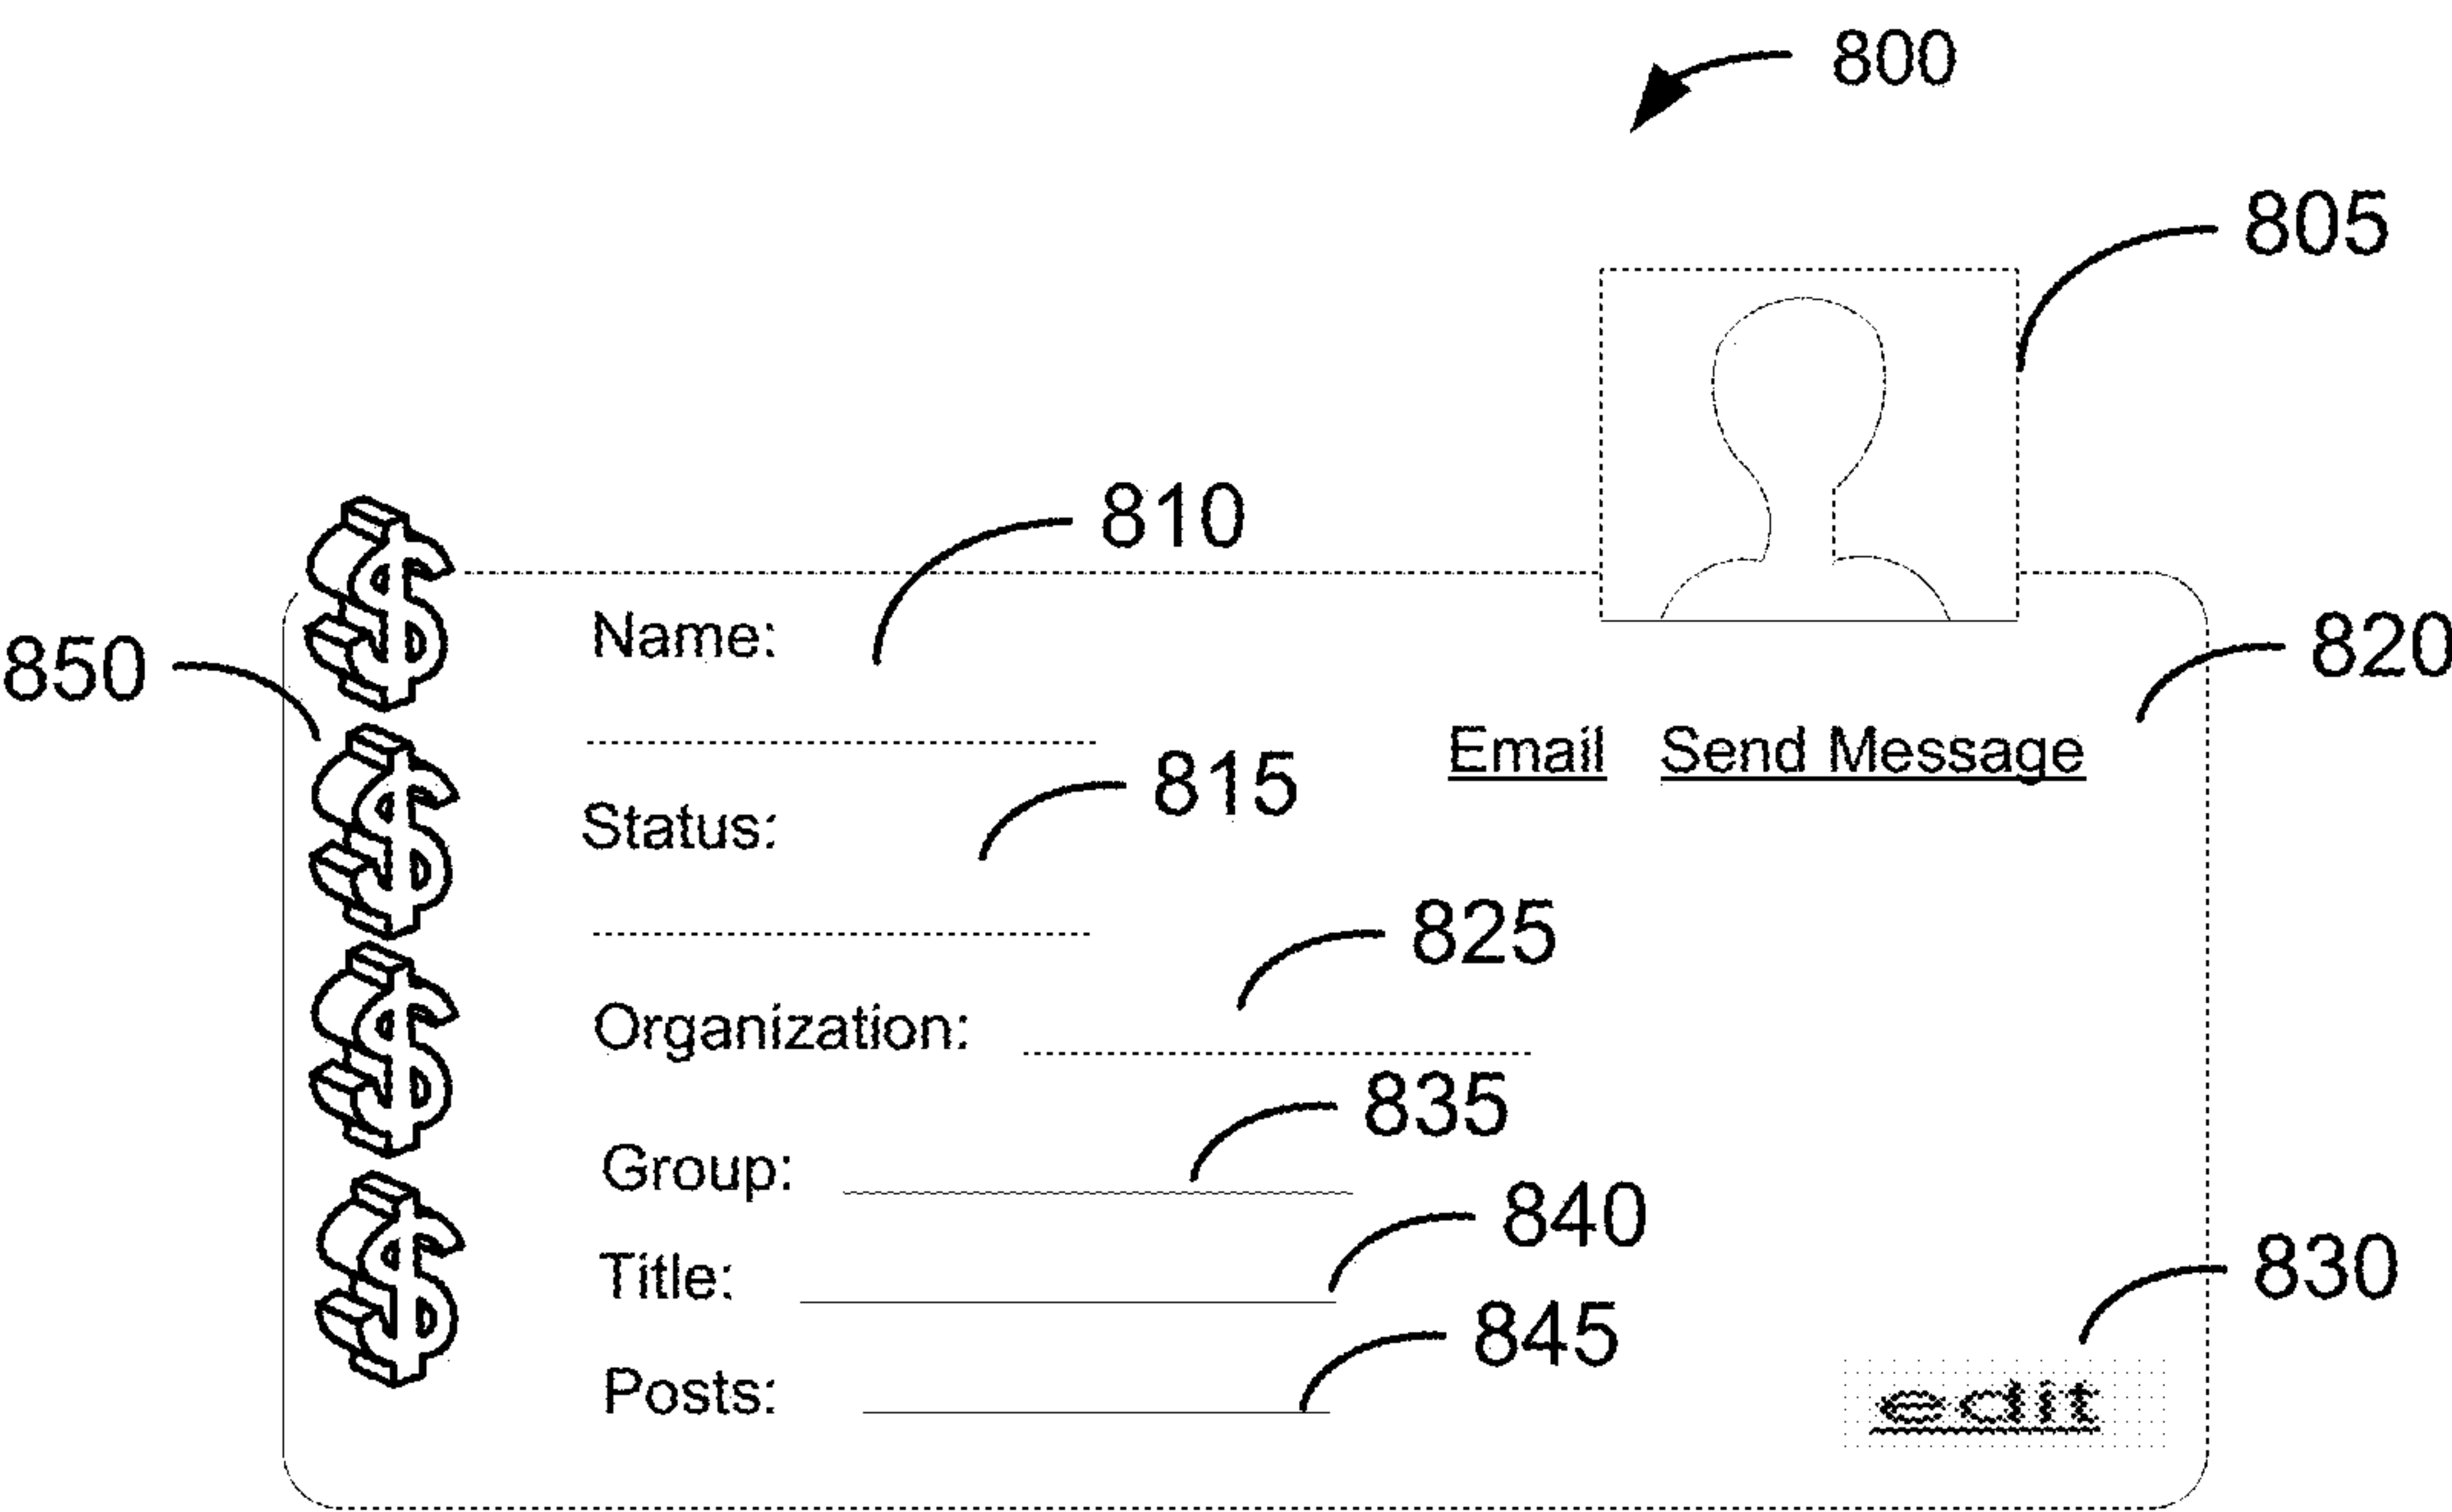 800
805
810
Name:
850
820
Email Send Message
815
Status:
825
Organization:
835
Group:
840
Title:
830
845
Posts:
edit
$
$
$
$